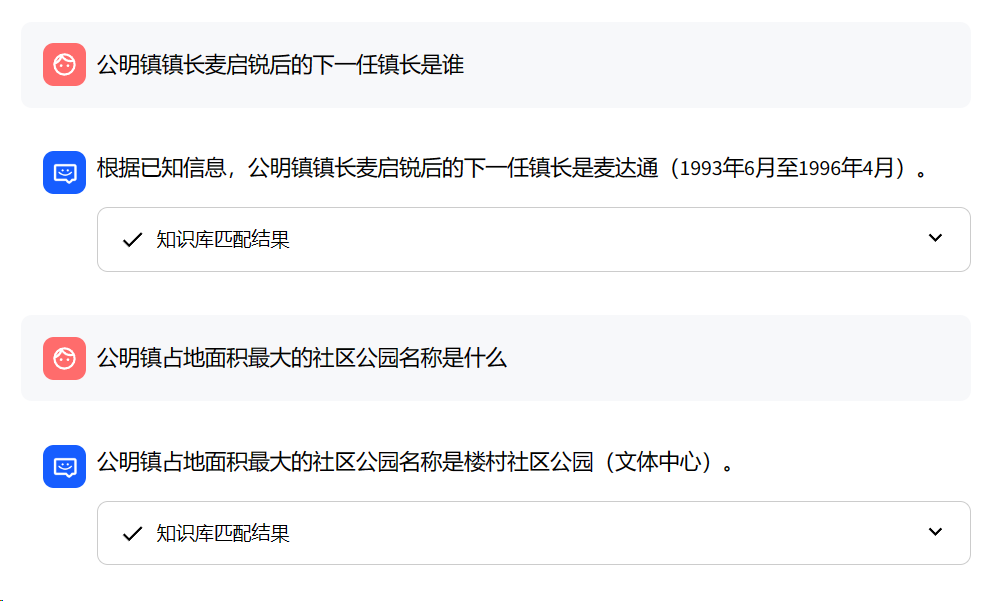 公明镇镇长麦启锐后的下一任镇长是谁
根据已知信息，公明镇镇长麦启锐后的下一任镇长是麦达通（1993年6月至1996年4月）。
知识库匹配结果
公明镇占地面积最大的社区公园名称是什么
公明镇占地面积最大的社区公园名称是楼村社区公园（文体中心）。
知识库匹配结果